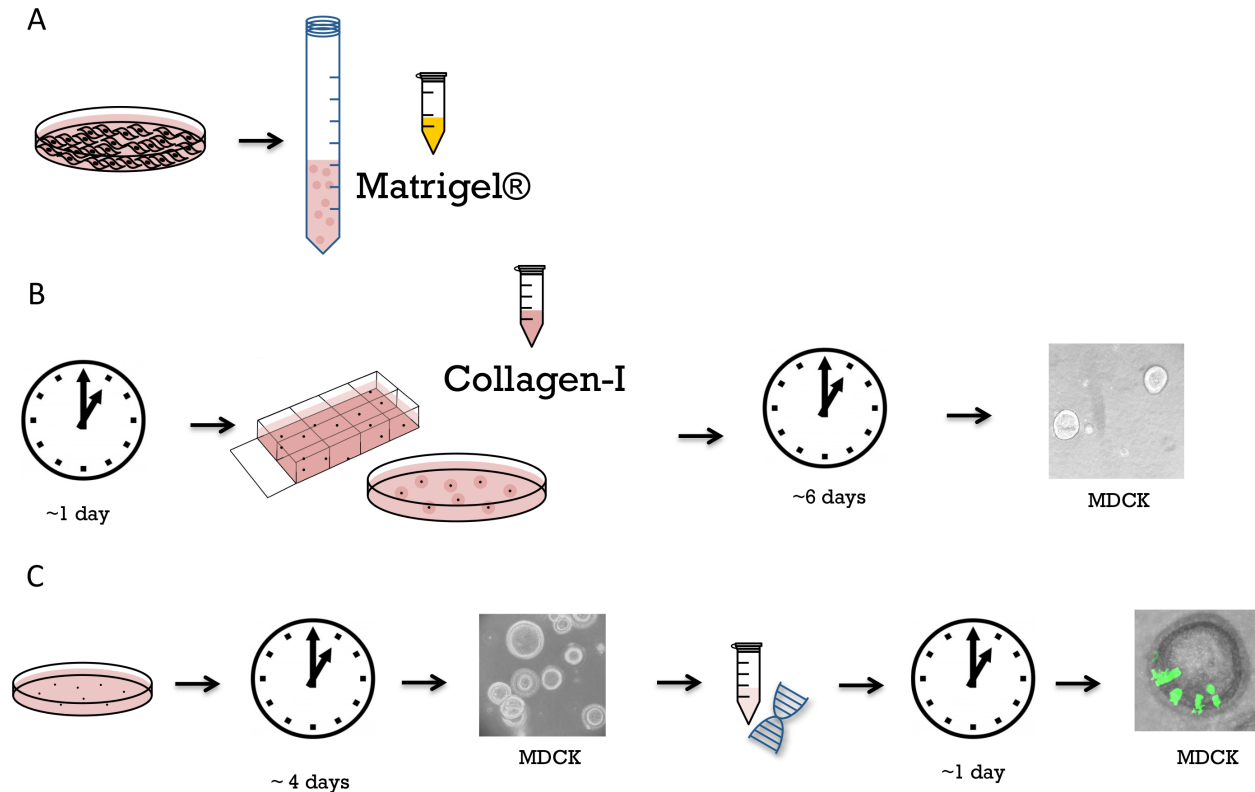 A
Matrigel®
B
Collagen-I
~1 day
~6 days
MDCK
C
~ 4 days
MDCK
~1 day
MDCK